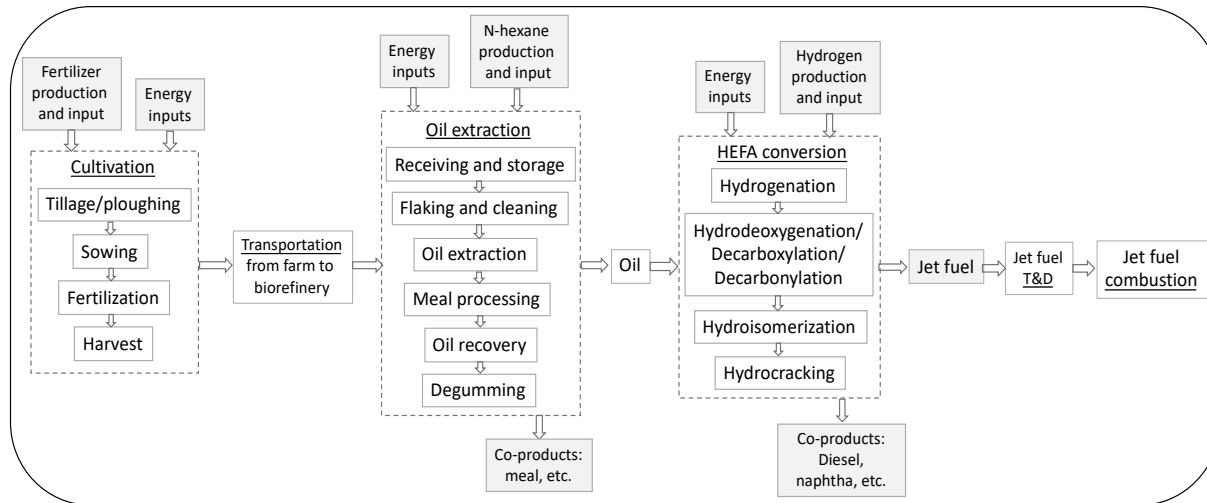 Fertilizer
production
and input
Energy
inputs
Cultivation
Tillage/ploughing
Sowing
Fertilization
Harvest
Transportation
from farm to
biorefinery
Energy
inputs
N-hexane
production
and input
Oil extraction
Receiving and storage
Flaking and cleaning
Oil extraction
Meal processing
Oil recovery
Degumming
Co-products:
meal, etc.
Oil
Energy
inputs
Hydrogen
production
and input
HEFA conversion
Hydrogenation
Hydrodeoxygenation/
Decarboxylation/
Decarbonylation
Hydroisomerization
Hydrocracking
Co-products:
Diesel,
naphtha, etc.
Jet fuel
Jet fuel
T&D
Jet fuel
combustion